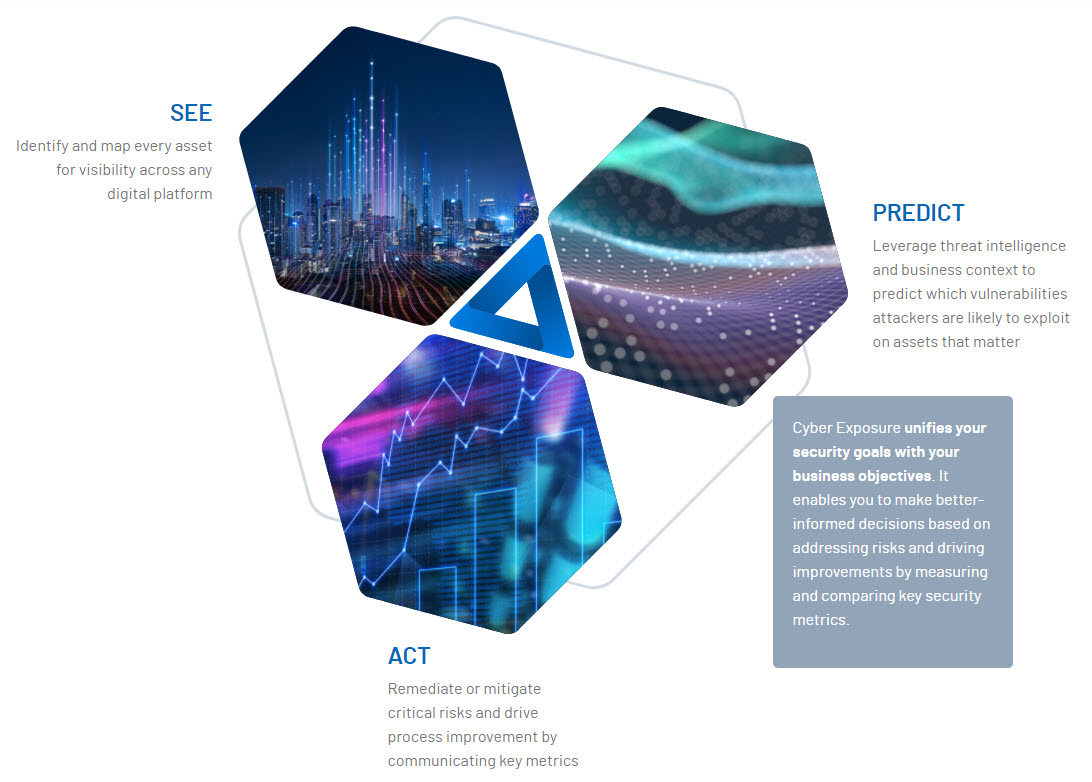 SEE
Identify and map every asset
for visibility across any
digital platform
PREDICT
Leverage threat intelligence
and business context to
predict which vulnerabilities
attackers are likely to exploit
on assets that matter
Cyber Exposure unifies your
security goals with your
business objectives. It
enables you to make better-
informed decisions based on
addressing risks and driving
improvements by measuring
and comparing key security
metrics.
ACT
Remediate or mitigate
critical risks and drive
process improvement by
communicating key metrics